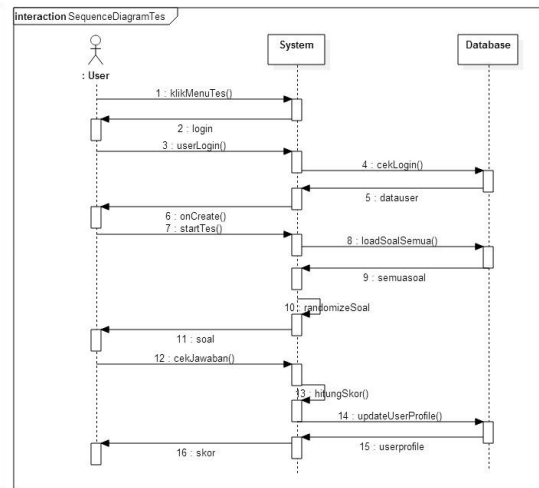 interaction SequenceDiagramTes
System
Database
: User
1 : klikMenuTes()
2 : login
3 : userLogin()
4 : cekLogin()
5 : datauser
6 : onCreate()
7 : startTes()
8 : loadSoalSemua()
9 : semuasoal
10 : randomizeSoal
11 : soal
12 : cekJawaban()
13 : hitungSkor()
14 : updateUserProfile()
15 : userprofile
16 : skor